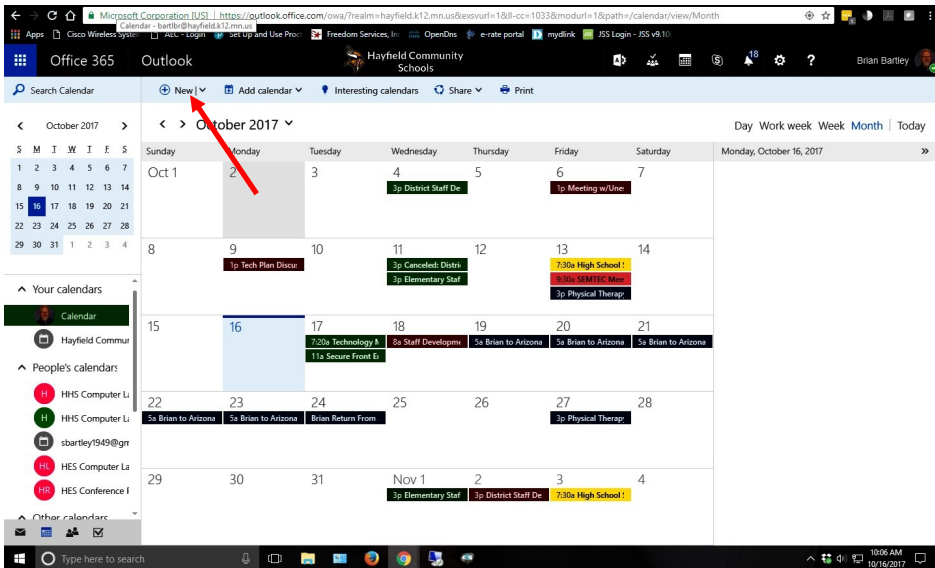 Microsoft Corporation [US] https://outlook.office.com/owa/?realm=hayfield.k12.mn.us&exsvurl=1&ll-cc=1033&modurl=1&path=/calendar/view/Month
Calendar - bartlbr@hayfield.k12.mn.us
Apps Cisco Wireless System AEC - Login Set Up and Use Proc Freedom Services, Inc OpenDns e-rate portal mydlink JSS Login - JSS v9.10
Office 365 Outlook Hayfield Community Schools 18 ? Brian Bartley
Search Calendar New Add calendar Interesting calendars Share Print
October 2017
S M T W T F S
1 2 3 4 5 6 7
8 9 10 11 12 13 14
15 16 17 18 19 20 21
22 23 24 25 26 27 28
29 30 31 1 2 3 4
Your calendars
Calendar
Hayfield Commur
People's calendars
H HHS Computer La
H HHS Computer La
sbartley1949@gm
HL HES Computer La
HR HES Conference
Other calendars
October 2017 Day Work week Week Month Today
Sunday Monday Tuesday Wednesday Thursday Friday Saturday Monday, October 16, 2017
Oct 1 2 3 4 5 6 7
3p District Staff De 1p Meeting w/Une
8 9 10 11 12 13 14
1p Tech Plan Discus 3p Canceled: Distri 7:30a High School
3p Elementary Staf 9:30a SEMTEC Mee
3p Physical Therap
15 16 17 18 19 20 21
7:20a Technology 8a Staff Developme 5a Brian to Arizona 5a Brian to Arizona 5a Brian to Arizona
11a Secure Front
22 23 24 25 26 27 28
5a Brian to Arizona 5a Brian to Arizona Brian Return From 3p Physical Therap
29 30 31 Nov 1 2 3 4
3p Elementary Staf 3p District Staff De 7:30a High School
Type here to search 10:06 AM
10/16/2017